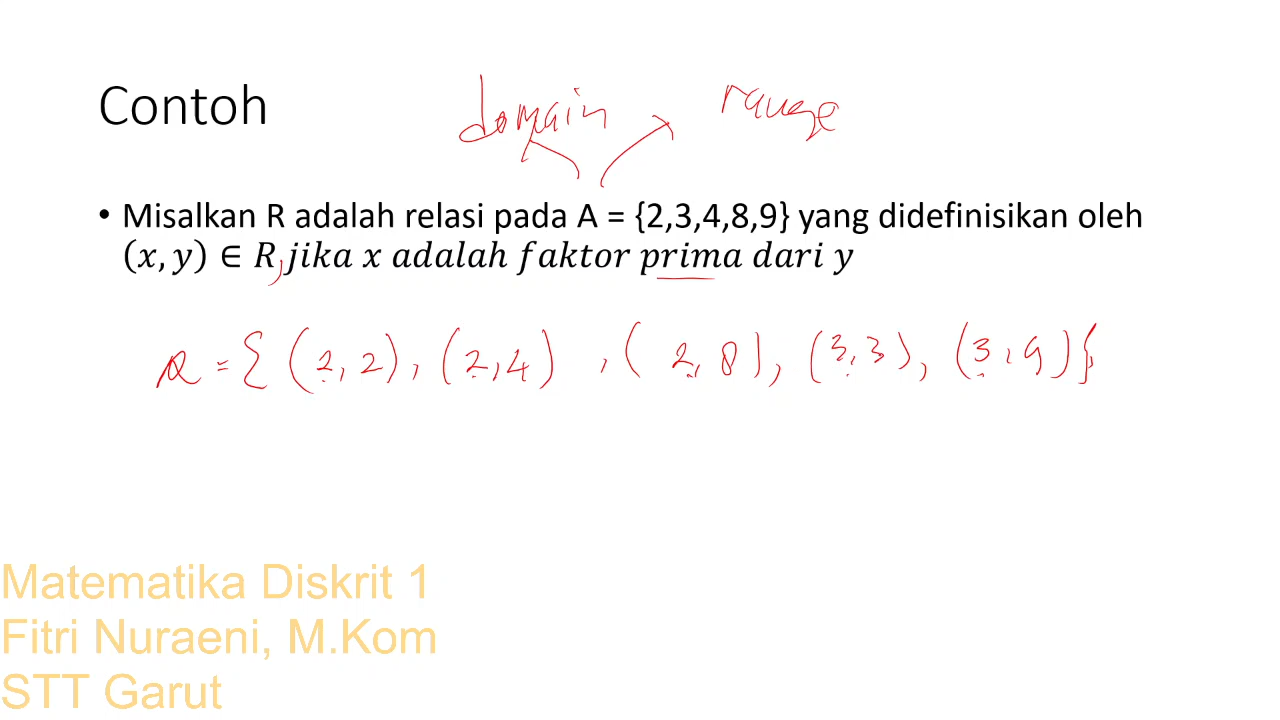 Contoh
domain range
• Misalkan R adalah relasi pada A = {2,3,4,8,9} yang didefinisikan oleh
(x, y) ∈ R, jika x adalah faktor prima dari y
R = { (2, 2), (2, 4) , (2, 8), (3, 3), (3, 9) }
Matematika Diskrit 1
Fitri Nuraeni, M.Kom
STT Garut